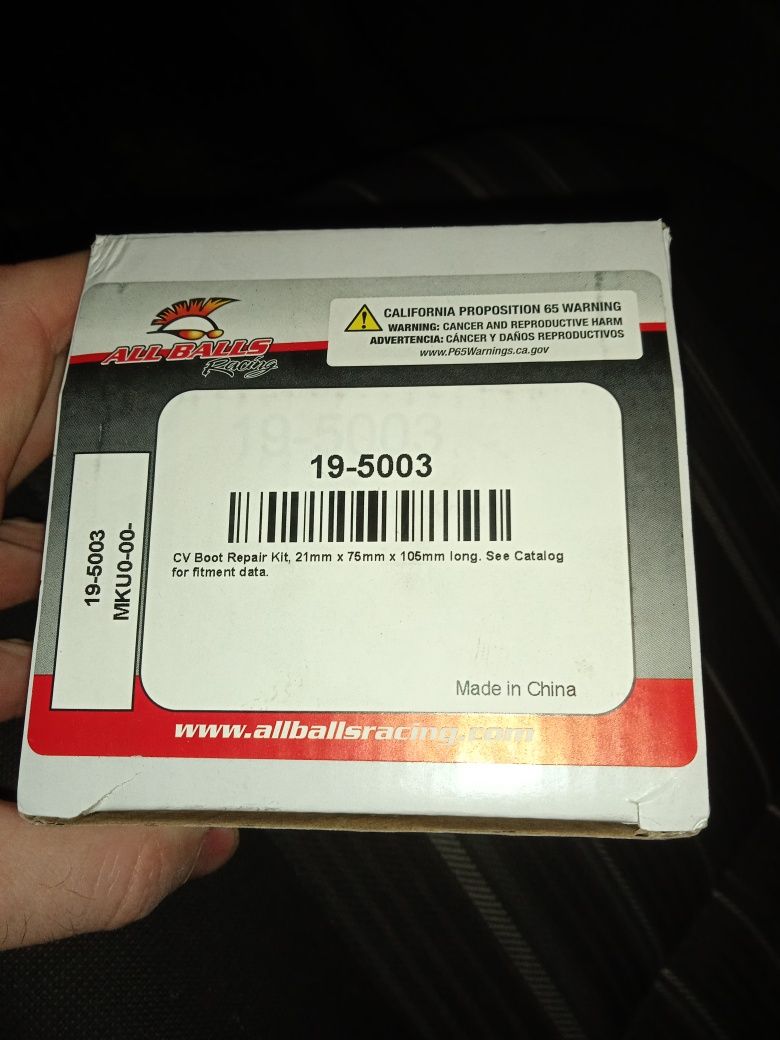 ALL BALLS
Racing
CALIFORNIA PROPOSITION 65 WARNING
WARNING: CANCER AND REPRODUCTIVE HARM
ADVERTENCIA: CÁNCER Y DAÑOS REPRODUCTIVOS
www.P65Warnings.ca.gov
19-5003
19-5003
CV Boot Repair Kit, 21mm x 75mm x 105mm long. See Catalog
for fitment data.
19-5003
MKU0-00-
Made in China
www.allballsracing.com